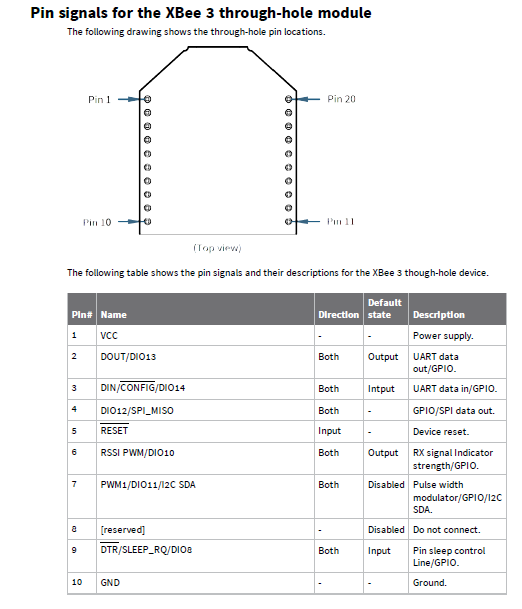 Pin signals for the XBee 3 through-hole module
The following drawing shows the through-hole pin locations.
Pin 1
Pin 20
Pin 10
Pin 11
(Top view)
The following table shows the pin signals and their descriptions for the XBee 3 though-hole device.
Pin# Name Direction Default state Description
1 VCC - - Power supply.
2 DOUT/DIO13 Both Output UART data
out/GPIO.
3 DIN/CONFIG/DIO14 Both Intput UART data in/GPIO.
4 DIO12/SPI_MISO Both - GPIO/SPI data out.
5 RESET Input - Device reset.
6 RSSI PWM/DIO10 Both Output RX signal Indicator
strength/GPIO.
7 PWM1/DIO11/I2C SDA Both Disabled Pulse width
modulator/GPIO/I2C
SDA.
8 [reserved] - Disabled Do not connect.
9 DTR/SLEEP_RQ/DIO8 Both Input Pin sleep control
Line/GPIO.
10 GND - - Ground.